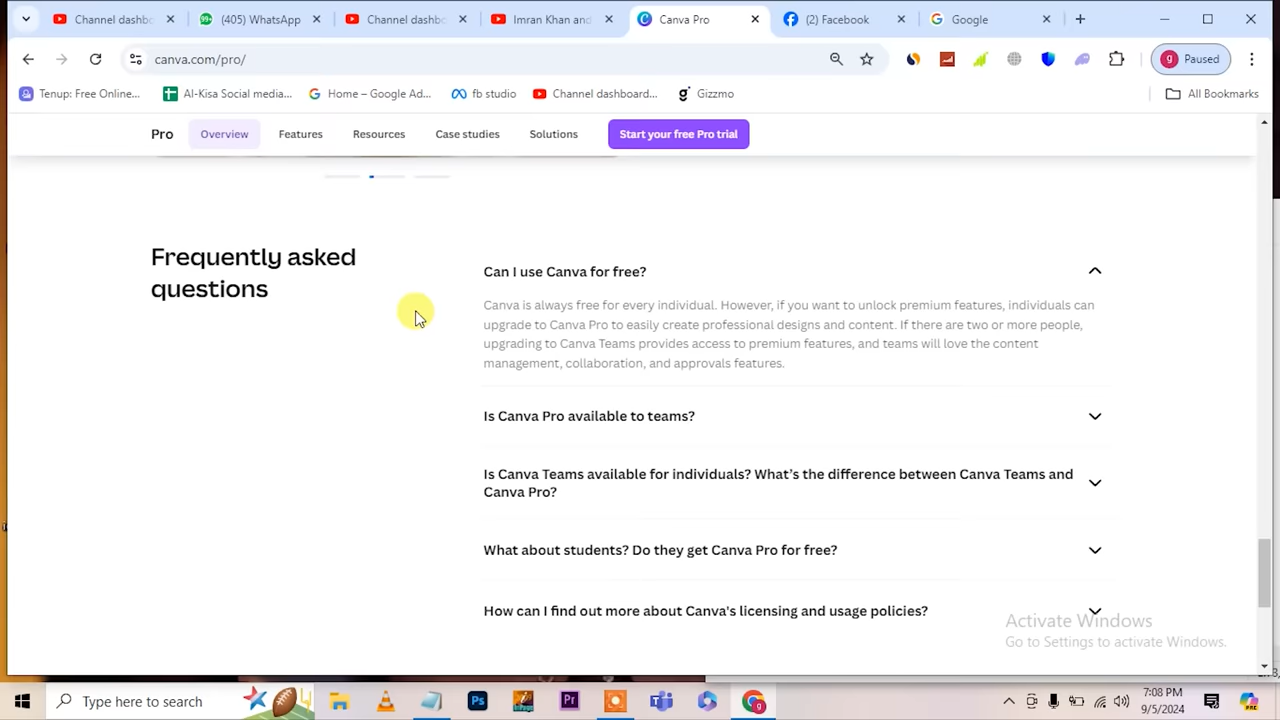 Channel dashbo
(405) WhatsApp
Channel dashbo
Imran Khan and
Canva Pro
(2) Facebook
Google
canva.com/pro/
Paused
Tenup: Free Online...
Al-Kisa Social media...
Home – Google Ad...
fb studio
Channel dashboard...
Gizzmo
All Bookmarks
Pro
Overview
Features
Resources
Case studies
Solutions
Start your free Pro trial
Frequently asked
questions
Can I use Canva for free?
Canva is always free for every individual. However, if you want to unlock premium features, individuals can
upgrade to Canva Pro to easily create professional designs and content. If there are two or more people,
upgrading to Canva Teams provides access to premium features, and teams will love the content
management, collaboration, and approvals features.
Is Canva Pro available to teams?
Is Canva Teams available for individuals? What's the difference between Canva Teams and
Canva Pro?
What about students? Do they get Canva Pro for free?
How can I find out more about Canva's licensing and usage policies?
Activate Windows
Go to Settings to activate Windows.
Type here to search
Ps
Pr
7:08 PM
9/5/2024